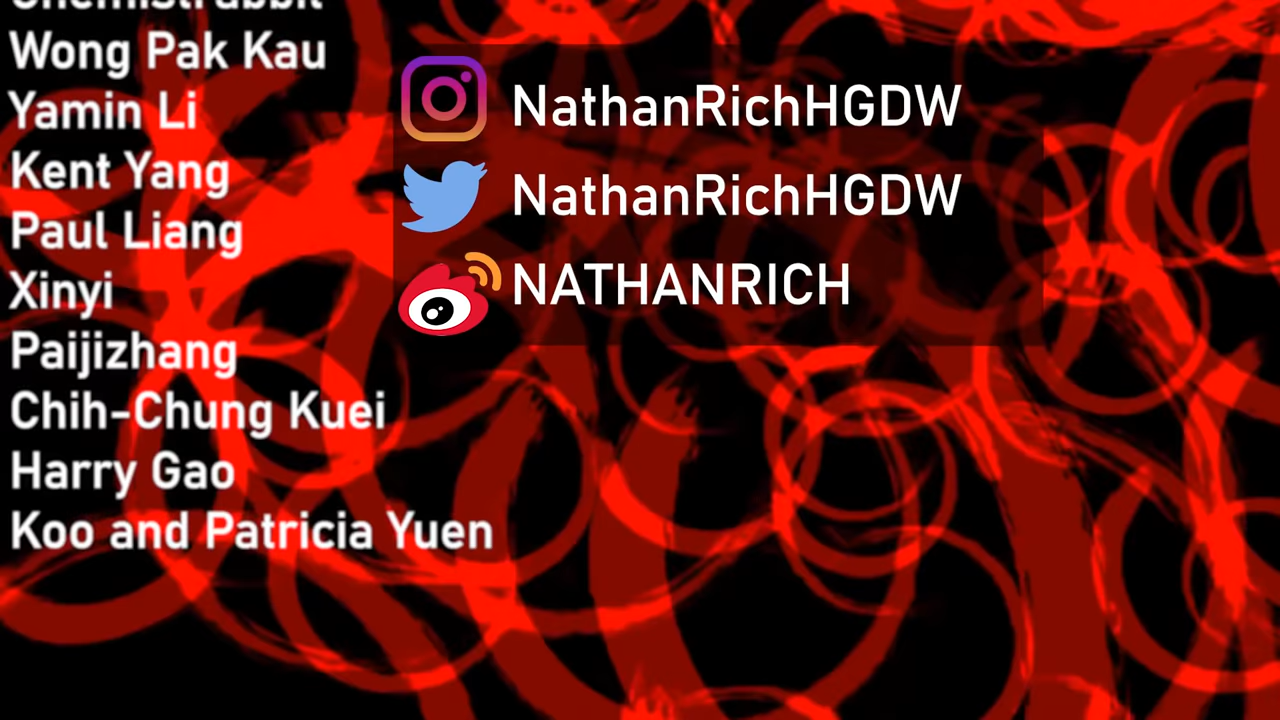 Chemistrabbit
Wong Pak Kau
Yamin Li
Kent Yang
Paul Liang
Xinyi
Paijizhang
Chih-Chung Kuei
Harry Gao
Koo and Patricia Yuen
NathanRichHGDW
NathanRichHGDW
NATHANRICH